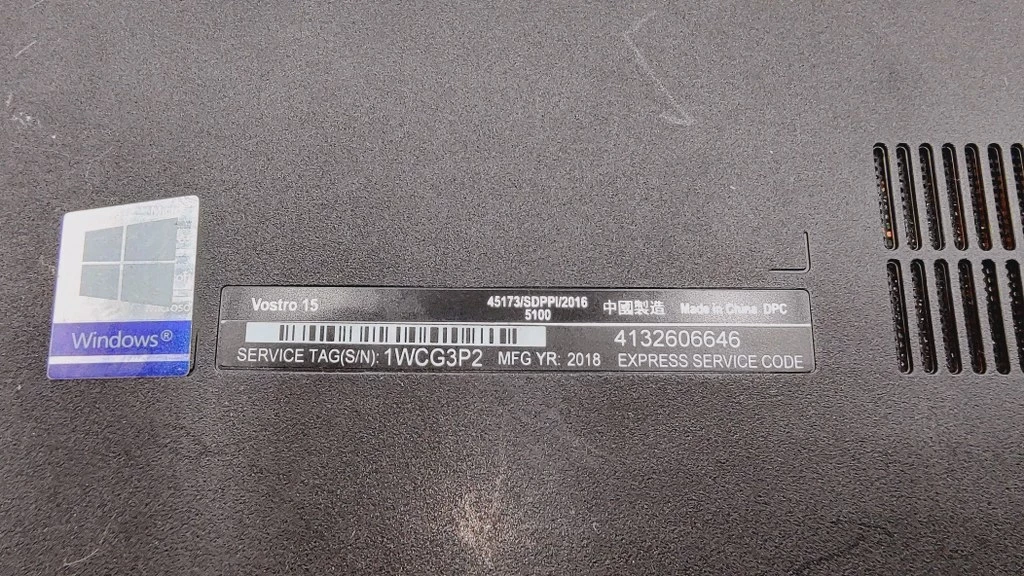 Windows®
Vostro 15 45173/SDPPI/2016 中國製造 Made in China DPC
5100
4132606646
SERVICE TAG(S/N): 1WCG3P2 MFG YR: 2018 EXPRESS SERVICE CODE